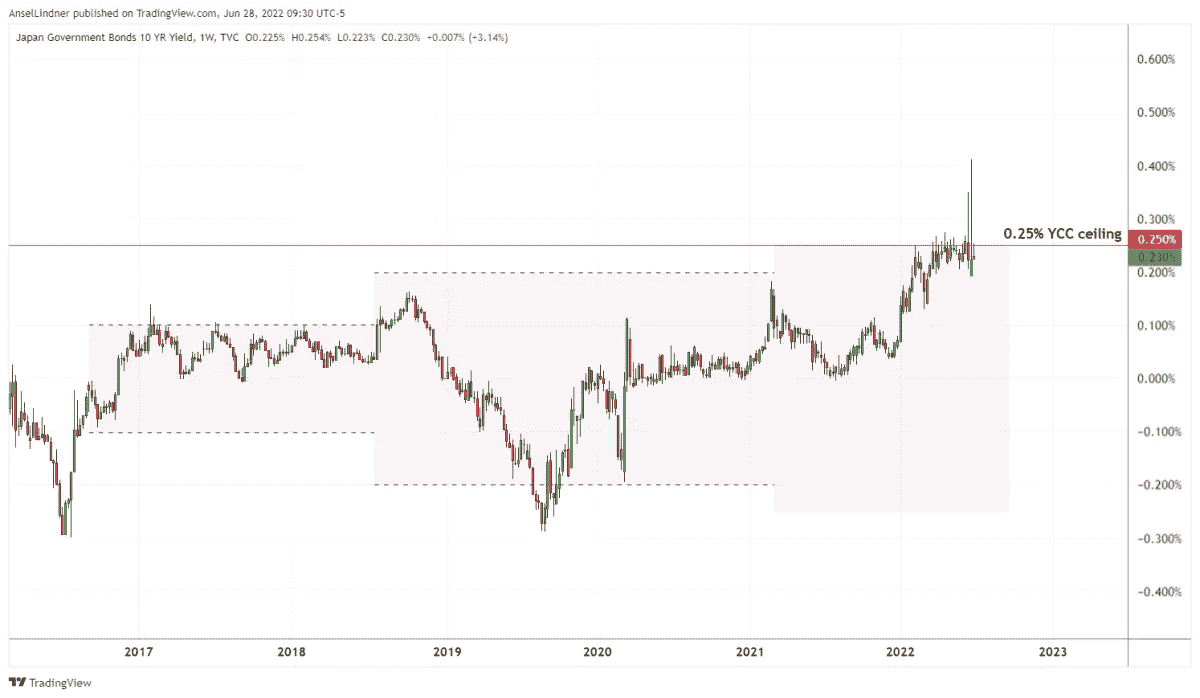 AnselLindner published on TradingView.com, Jun 28, 2022 09:30 UTC-5
Japan Government Bonds 10 YR Yield, 1W, TVC O0.225% H0.254% L0.223% C0.230% +0.007% (+3.14%)
0.600%
0.500%
0.400%
0.300%
0.25% YCC ceiling
0.250%
0.230%
0.200%
0.100%
0.000%
-0.100%
-0.200%
-0.300%
-0.400%
2017 2018 2019 2020 2021 2022 2023
TradingView